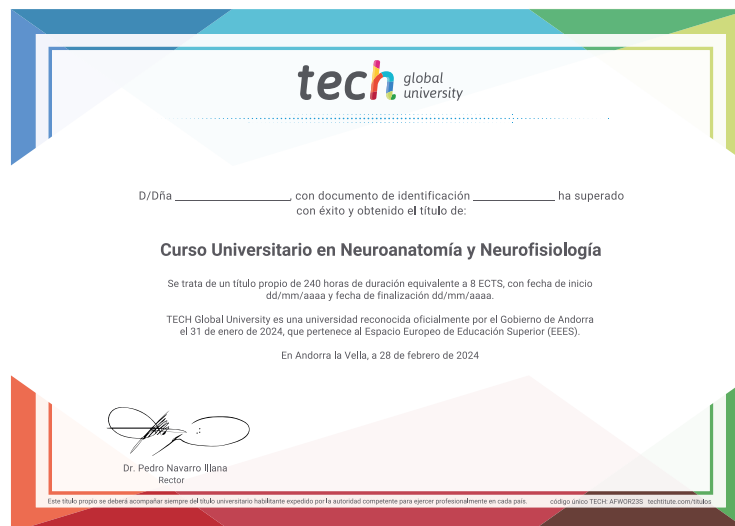 tech global university
D/Dña ____________________, con documento de identificación ______________ ha superado
con éxito y obtenido el título de:
Curso Universitario en Neuroanatomía y Neurofisiología
Se trata de un título propio de 240 horas de duración equivalente a 8 ECTS, con fecha de inicio
dd/mm/aaaa y fecha de finalización dd/mm/aaaa.
TECH Global University es una universidad reconocida oficialmente por el Gobierno de Andorra
el 31 de enero de 2024, que pertenece al Espacio Europeo de Educación Superior (EEES).
En Andorra la Vella, a 28 de febrero de 2024
Dr. Pedro Navarro Illana
Rector
Este título propio se deberá acompañar siempre del título universitario habilitante expedido por la autoridad competente para ejercer profesionalmente en cada país. código único TECH: AFWOR23S techtitute.com/titulos